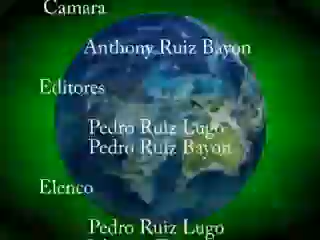 Camara
Anthony Ruiz Bayon
Editores
Pedro Ruiz Lugo
Pedro Ruiz Bayon
Elenco
Pedro Ruiz Lugo